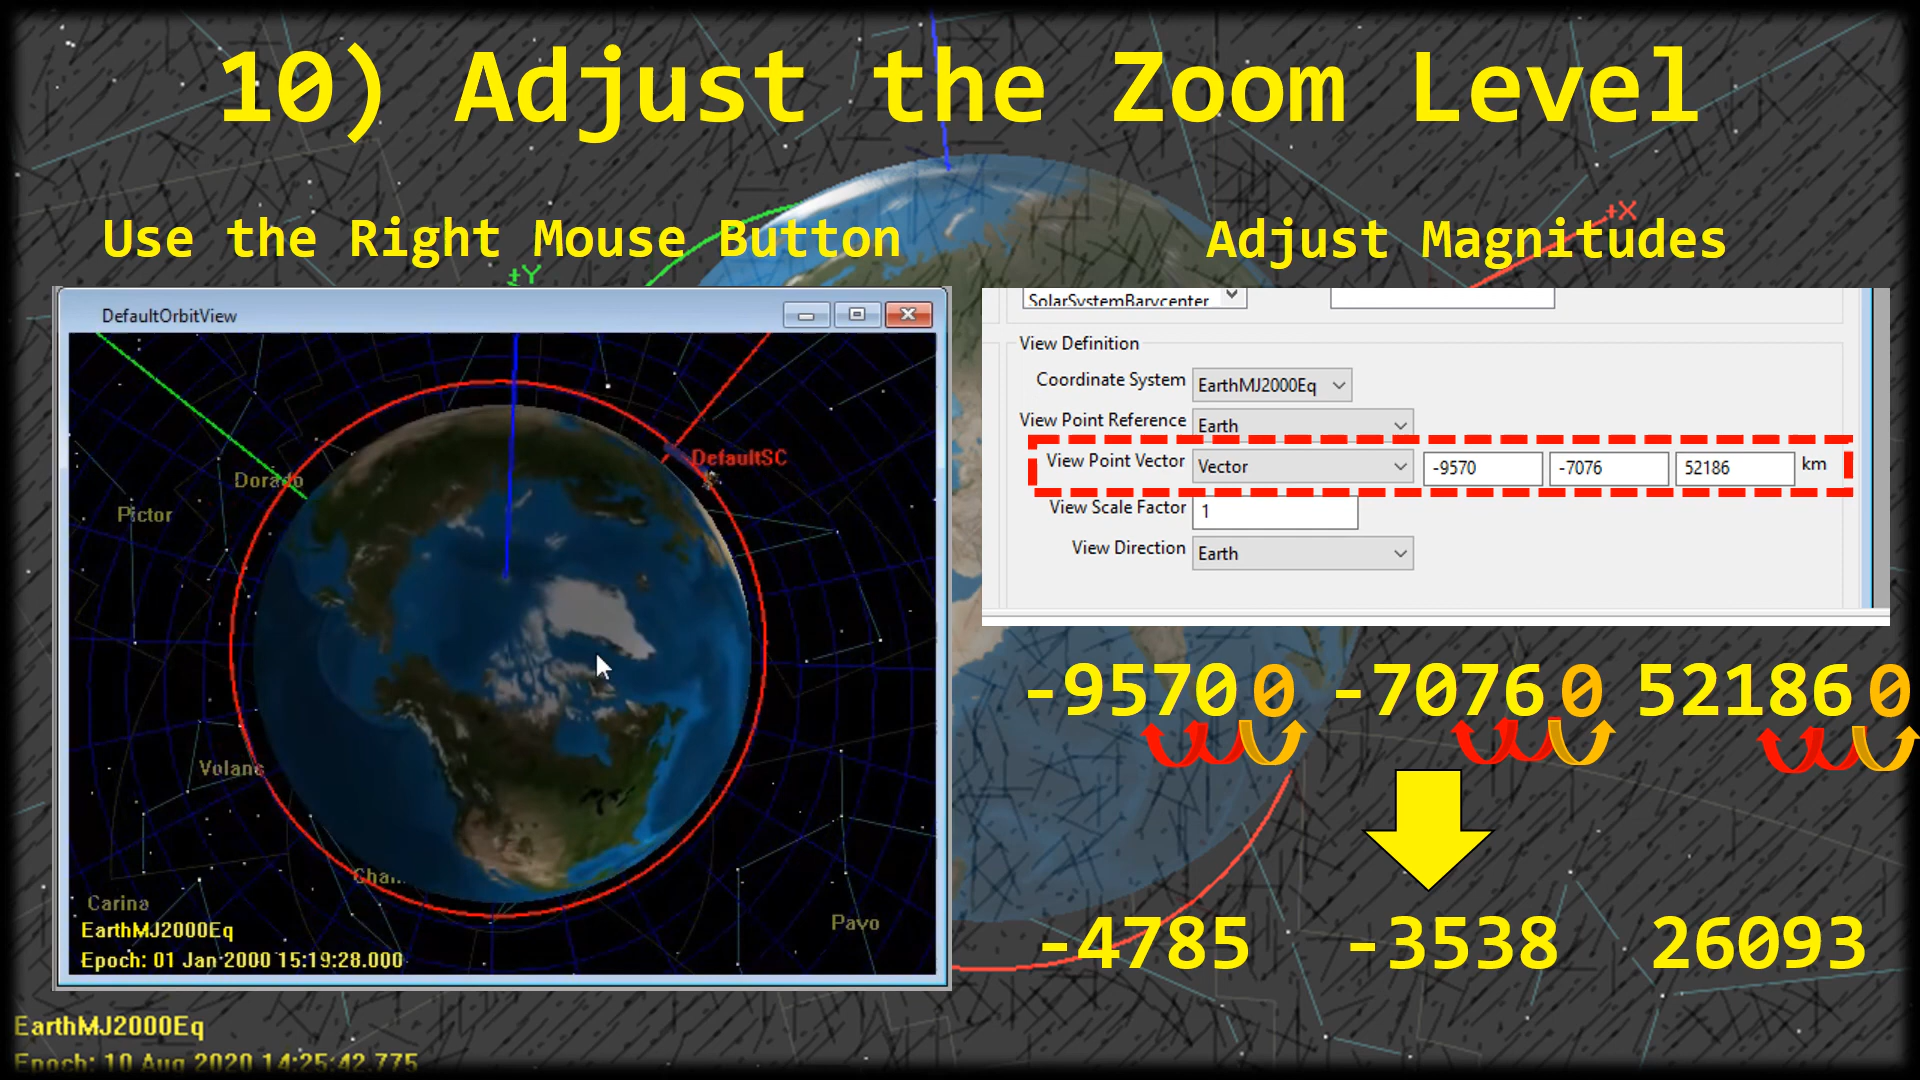 10) Adjust the Zoom Level
Use the Right Mouse Button
Adjust Magnitudes
+X
+Y
DefaultOrbitView
DefaultSC
Dorado
Pictor
Volans
Cha
Carina
Pavo
EarthMJ2000Eq
Epoch: 01 Jan 2000 15:19:28.000
SolarSystemBarycenter
View Definition
Coordinate System EarthMJ2000Eq
View Point Reference Earth
View Point Vector Vector -9570 -7076 52186 km
View Scale Factor 1
View Direction Earth
-95700 -70760 521860
-4785 -3538 26093
EarthMJ2000Eq
Epoch: 10 Aug 2020 14:25:42.775